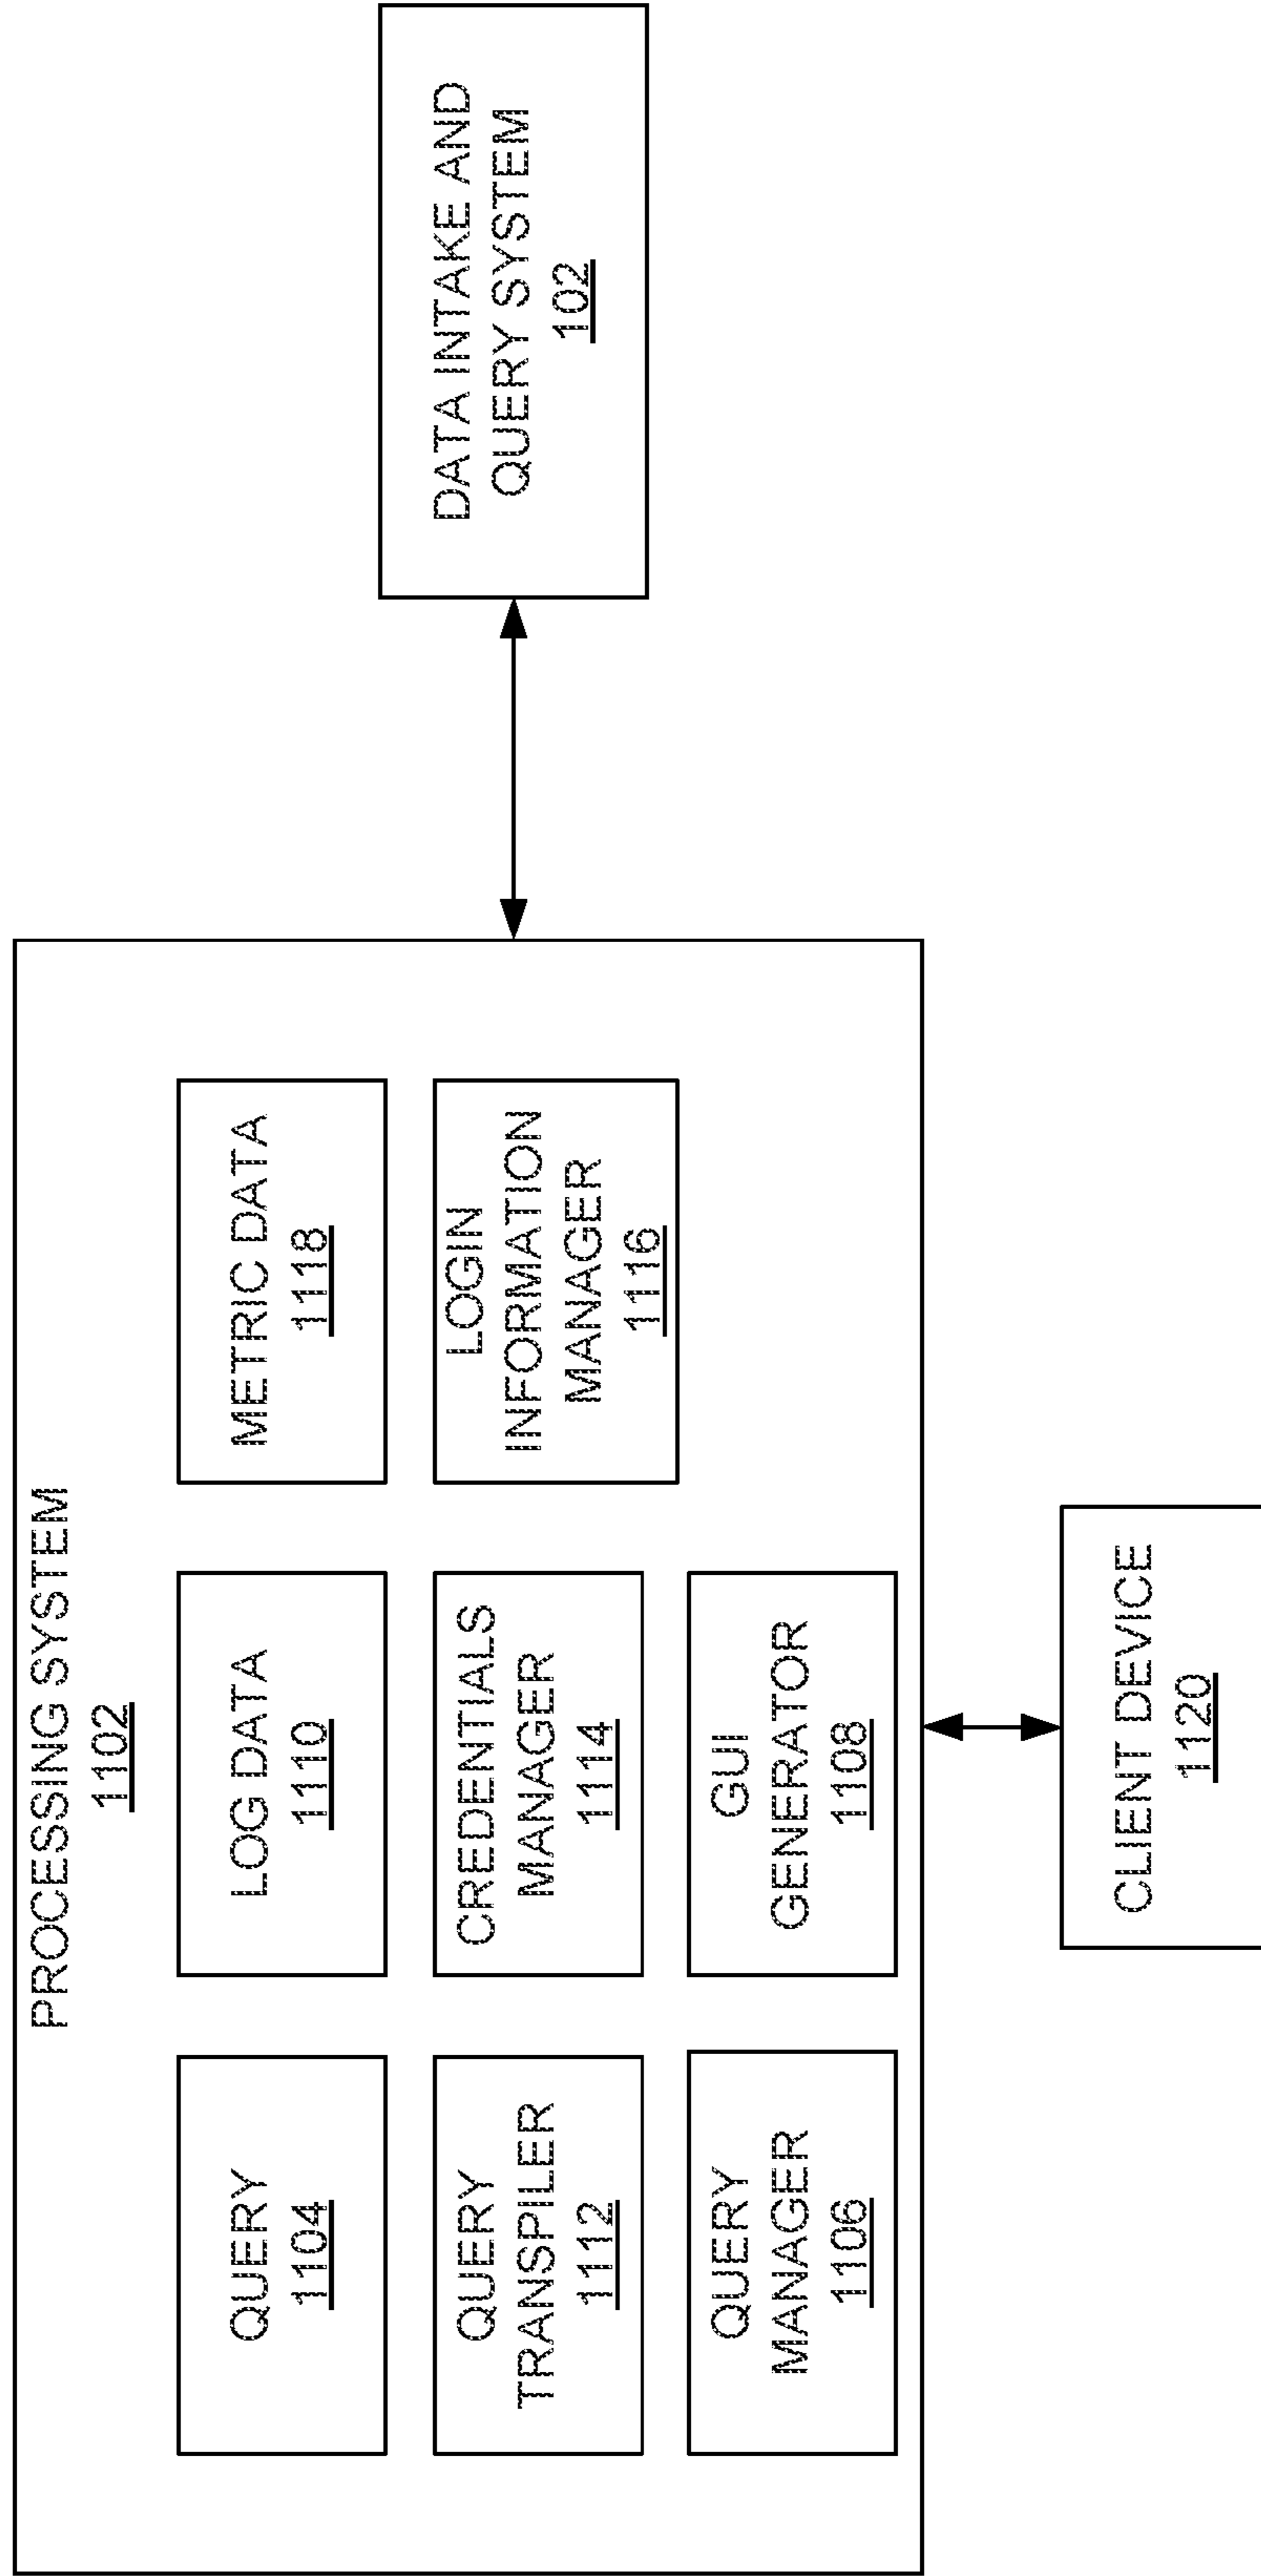 PROCESSING SYSTEM
1102
QUERY
1104
LOG DATA
1110
METRIC DATA
1118
QUERY
TRANSPILER
1112
CREDENTIALS
MANAGER
1114
LOGIN
INFORMATION
MANAGER
1116
QUERY
MANAGER
1106
GUI
GENERATOR
1108
DATA INTAKE AND
QUERY SYSTEM
102
CLIENT DEVICE
1120